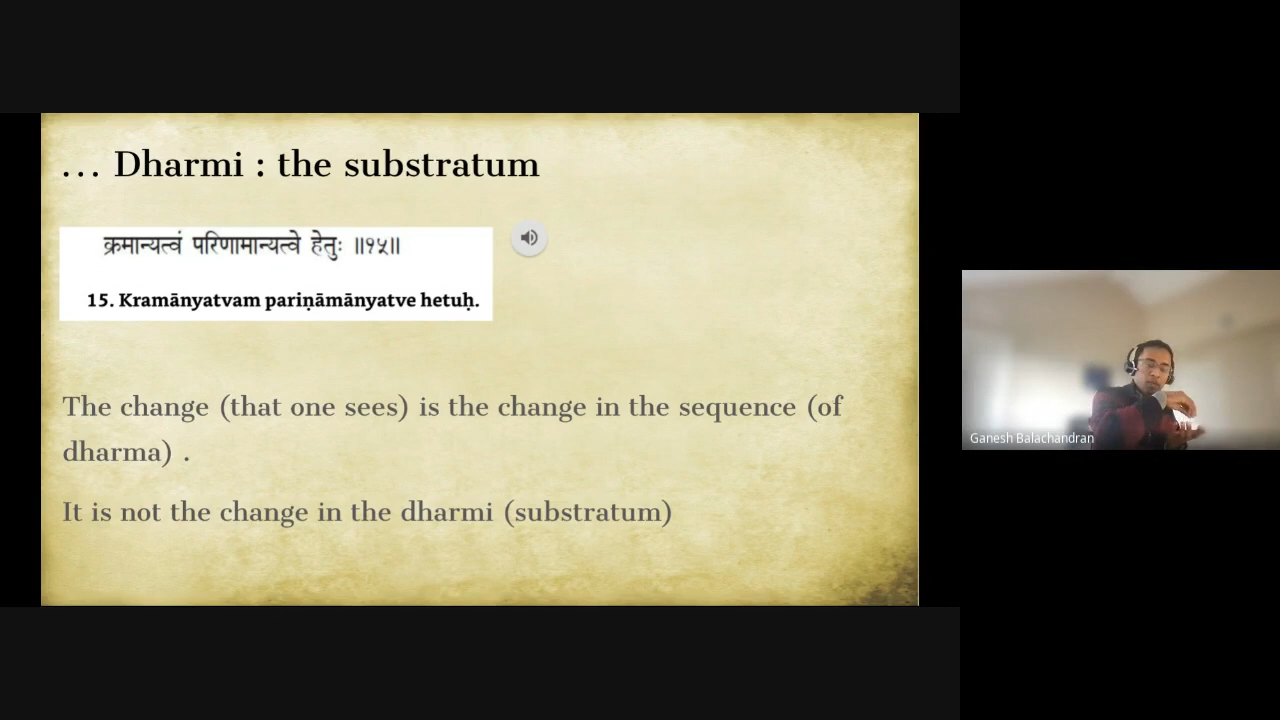 ... Dharmi : the substratum
क्रमान्यत्वं परिणामान्यत्वे हेतुः ॥१५॥
15. Kramānyatvam pariṇāmānyatve hetuḥ.
The change (that one sees) is the change in the sequence (of
dharma) .
It is not the change in the dharmi (substratum)
Ganesh Balachandran